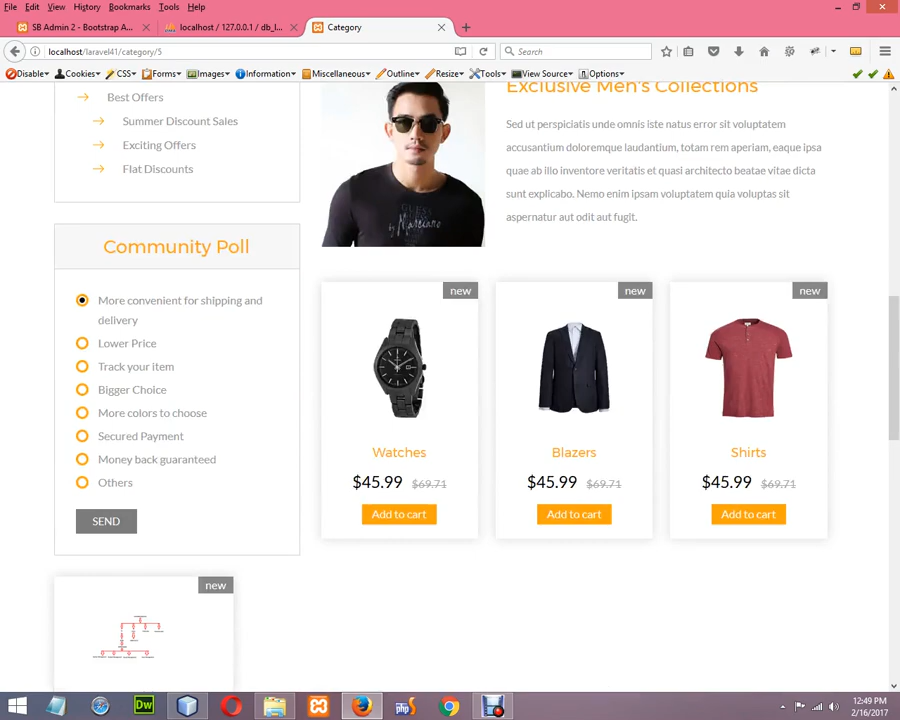 File Edit View History Bookmarks Tools Help
SB Admin 2 - Bootstrap A...
localhost / 127.0.0.1 / db_l...
Category
localhost/laravel41/category/5
Search
Disable Cookies CSS Forms Images Information Miscellaneous Outline Resize Tools View Source Options
Best Offers
Summer Discount Sales
Exciting Offers
Flat Discounts
Exclusive Men's Collections
Sed ut perspiciatis unde omnis iste natus error sit voluptatem
accusantium doloremque laudantium, totam rem aperiam, eaque ipsa
quae ab illo inventore veritatis et quasi architecto beatae vitae dicta
sunt explicabo. Nemo enim ipsam voluptatem quia voluptas sit
aspernatur aut odit aut fugit.
GUESS
by Marciano
Community Poll
More convenient for shipping and
delivery
Lower Price
Track your item
Bigger Choice
More colors to choose
Secured Payment
Money back guaranteed
Others
SEND
new
Watches
$45.99 $69.71
Add to cart
new
Blazers
$45.99 $69.71
Add to cart
new
Shirts
$45.99 $69.71
Add to cart
new
Dw
php
12:49 PM
2/16/2017